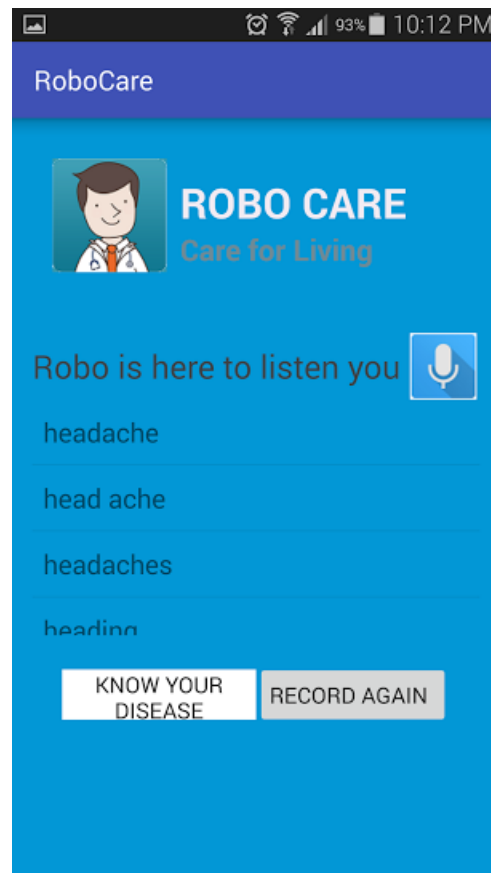 93% 10:12 PM
RoboCare
ROBO CARE
Care for Living
Robo is here to listen you
headache
head ache
headaches
heading
KNOW YOUR
DISEASE
RECORD AGAIN